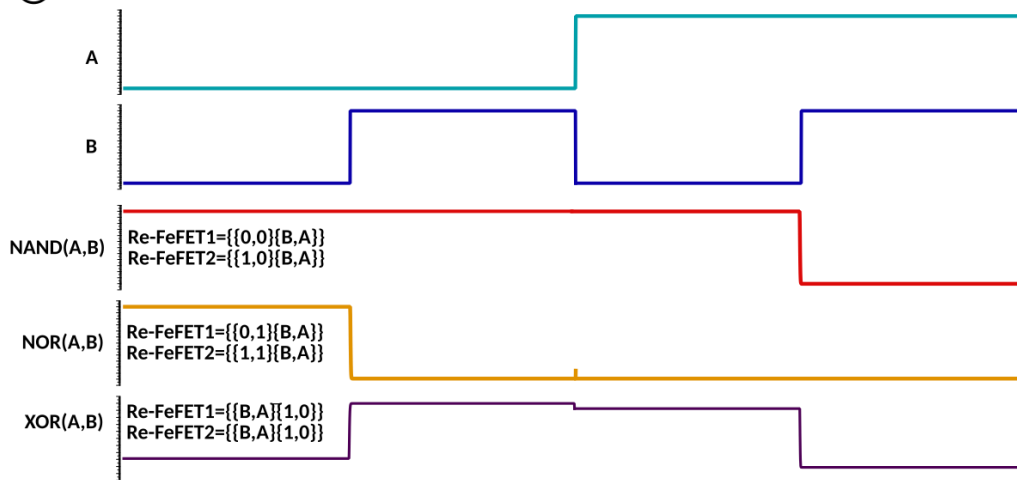 A
B
NAND(A,B)
Re-FeFET1={{0,0}{B,A}}
Re-FeFET2={{1,0}{B,A}}
NOR(A,B)
Re-FeFET1={{0,1}{B,A}}
Re-FeFET2={{1,1}{B,A}}
XOR(A,B)
Re-FeFET1={{B,A}{1,0}}
Re-FeFET2={{B,A}{1,0}}